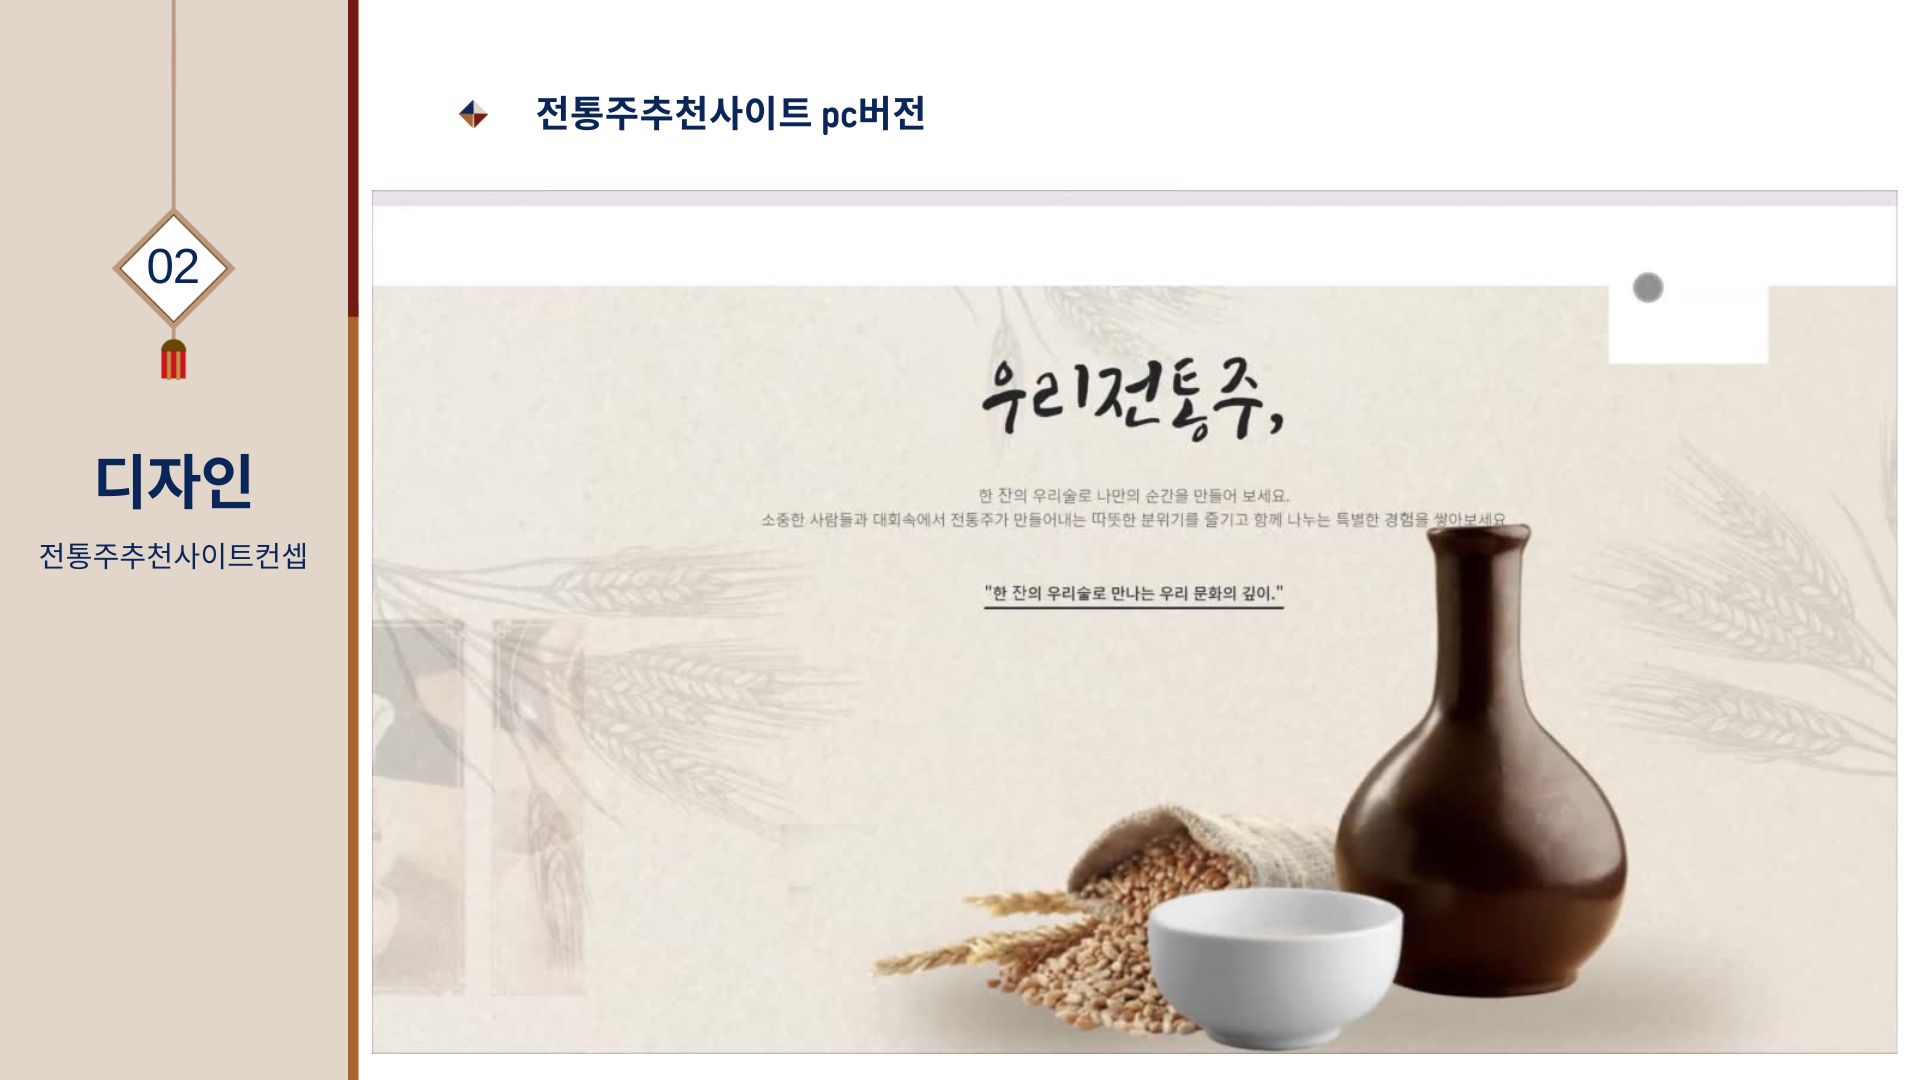 02
디자인
전통주추천사이트컨셉
전통주추천사이트 pc버전
우리전통주,
한 잔의 우리술로 나만의 순간을 만들어 보세요.
소중한 사람들과 대회속에서 전통주가 만들어내는 따뜻한 분위기를 즐기고 함께 나누는 특별한 경험을 쌓아보세요
"한 잔의 우리술로 만나는 우리 문화의 깊이."